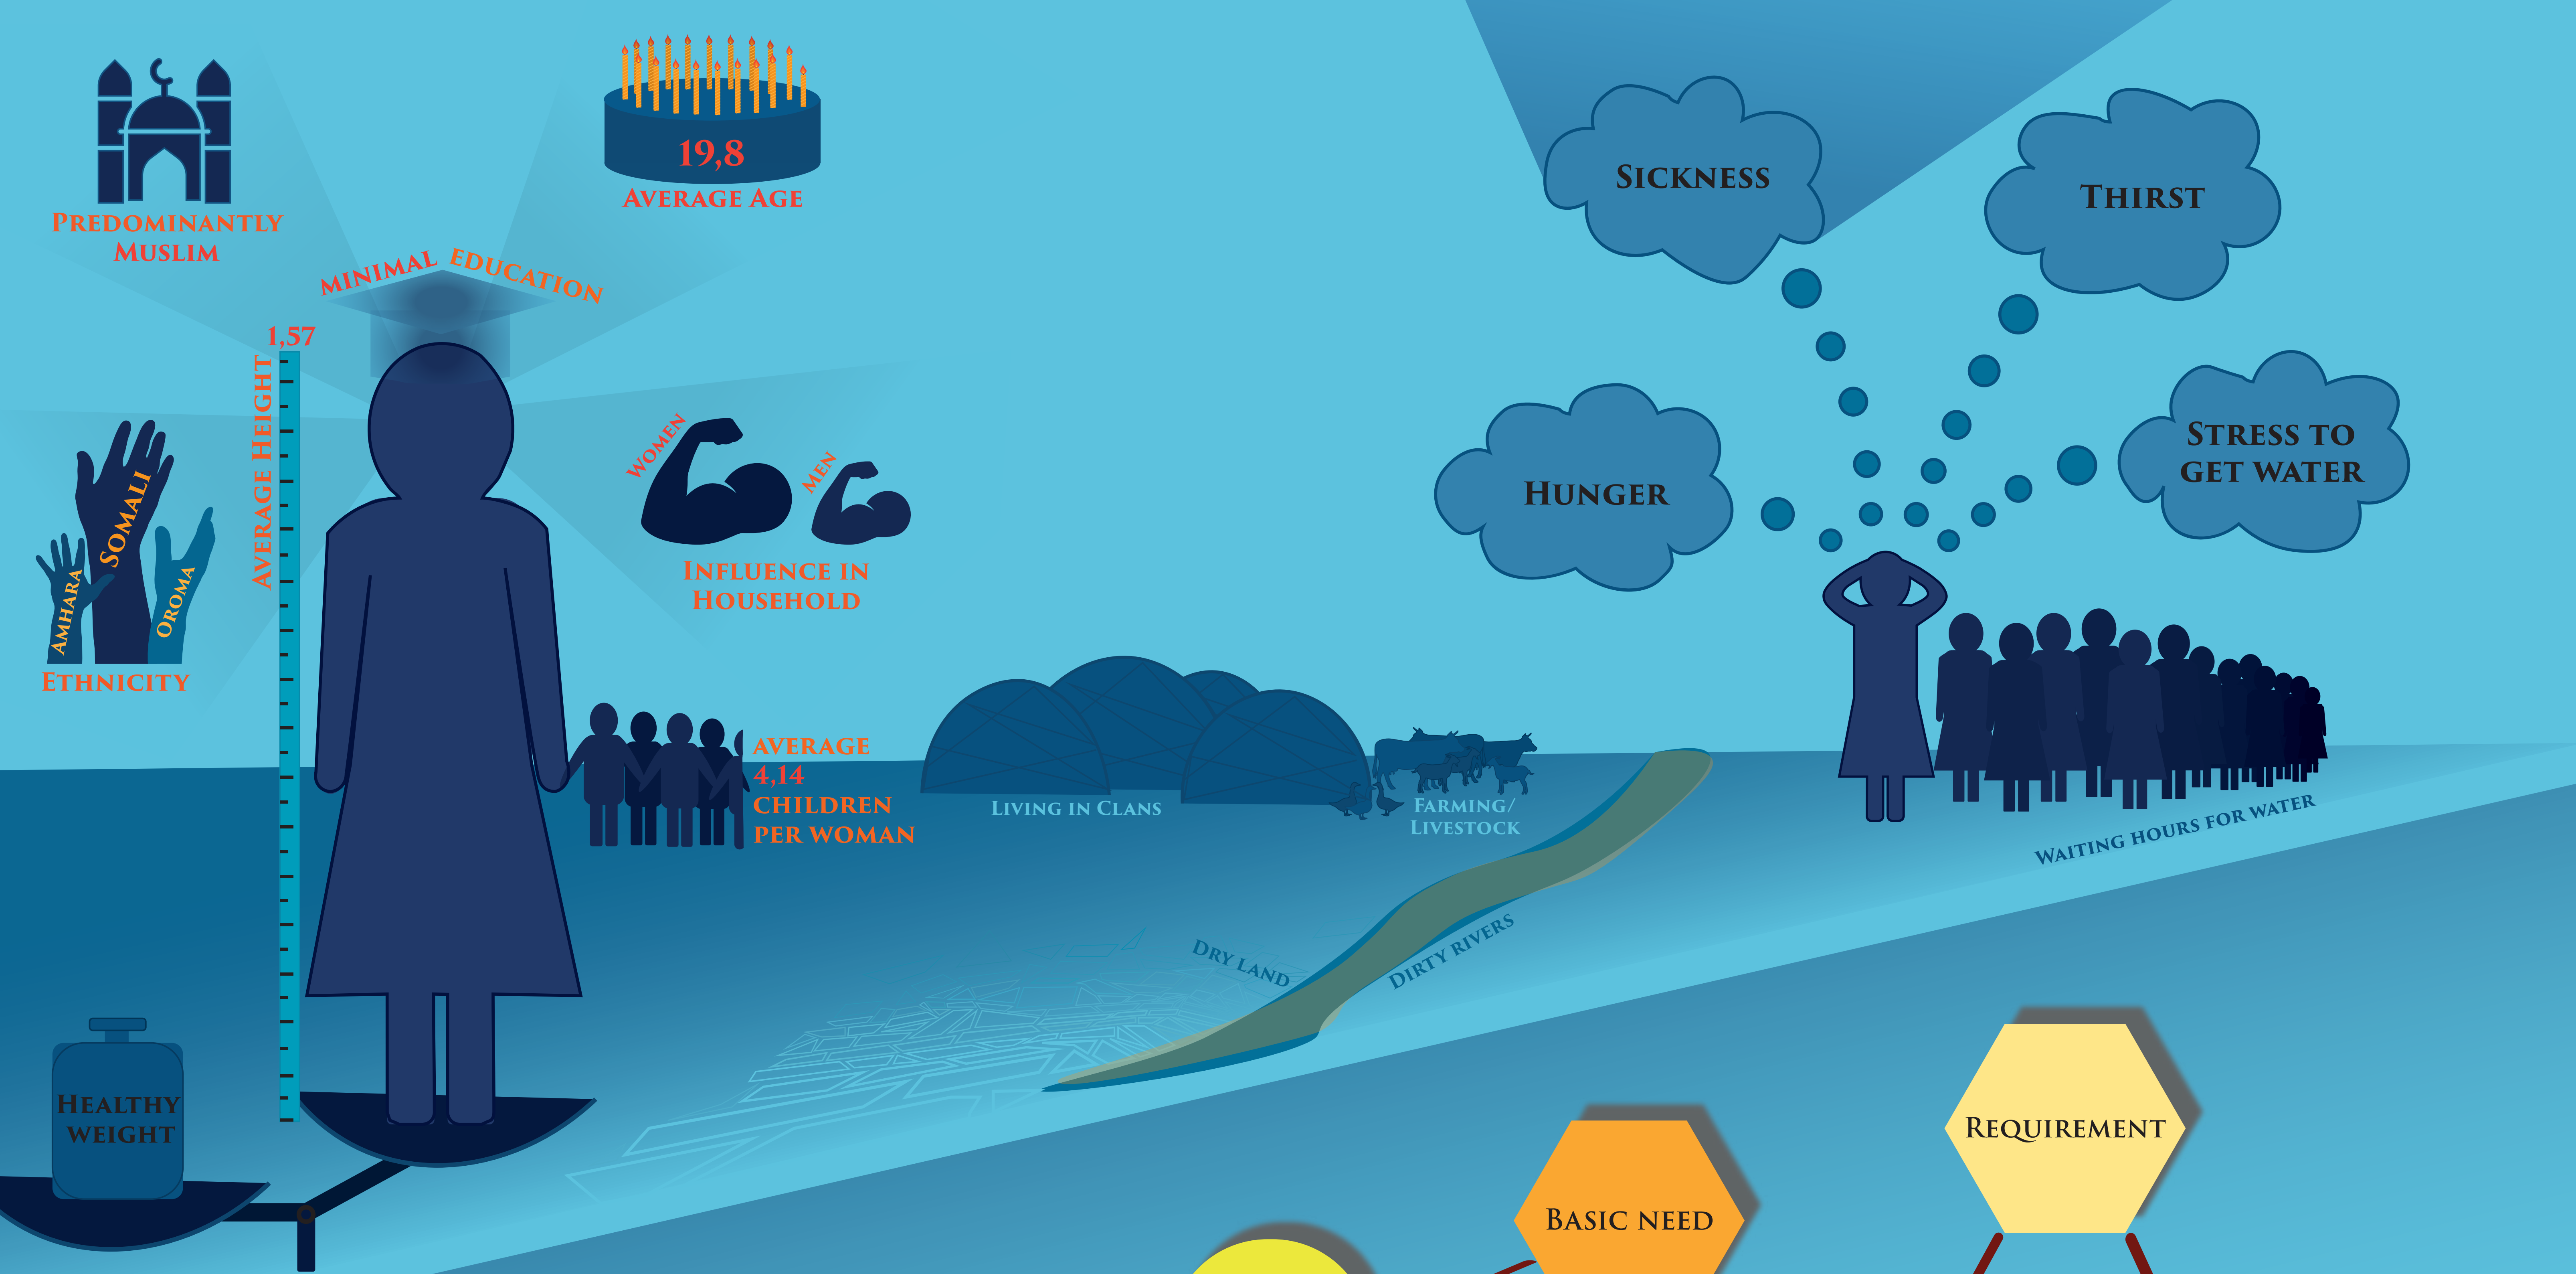 Predominantly
Muslim
19,8
Average Age
minimal education
1,57
Average Height
Amhara
Somali
Oroma
Ethnicity
Women
Men
Influence in
Household
average
4,14
children
per woman
Living in Clans
Farming/
Livestock
Dry land
Dirty rivers
Healthy
weight
Sickness
Thirst
Hunger
Stress to
get water
Waiting hours for water
Basic need
Requirement